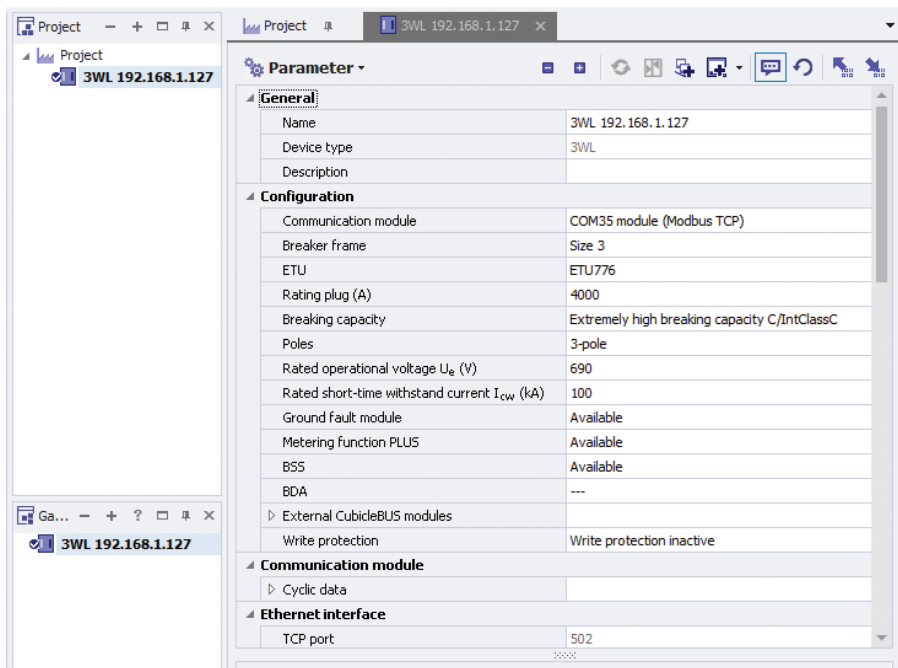 Project
Project
3WL 192.168.1.127
Ga...
3WL 192.168.1.127
Project
3WL 192.168.1.127
Parameter
General
Name 3WL 192.168.1.127
Device type 3WL
Description
Configuration
Communication module COM35 module (Modbus TCP)
Breaker frame Size 3
ETU ETU776
Rating plug (A) 4000
Breaking capacity Extremely high breaking capacity C/IntClassC
Poles 3-pole
Rated operational voltage Ue (V) 690
Rated short-time withstand current Icw (kA) 100
Ground fault module Available
Metering function PLUS Available
BSS Available
BDA ---
External CubicleBUS modules
Write protection Write protection inactive
Communication module
Cyclic data
Ethernet interface
TCP port 502